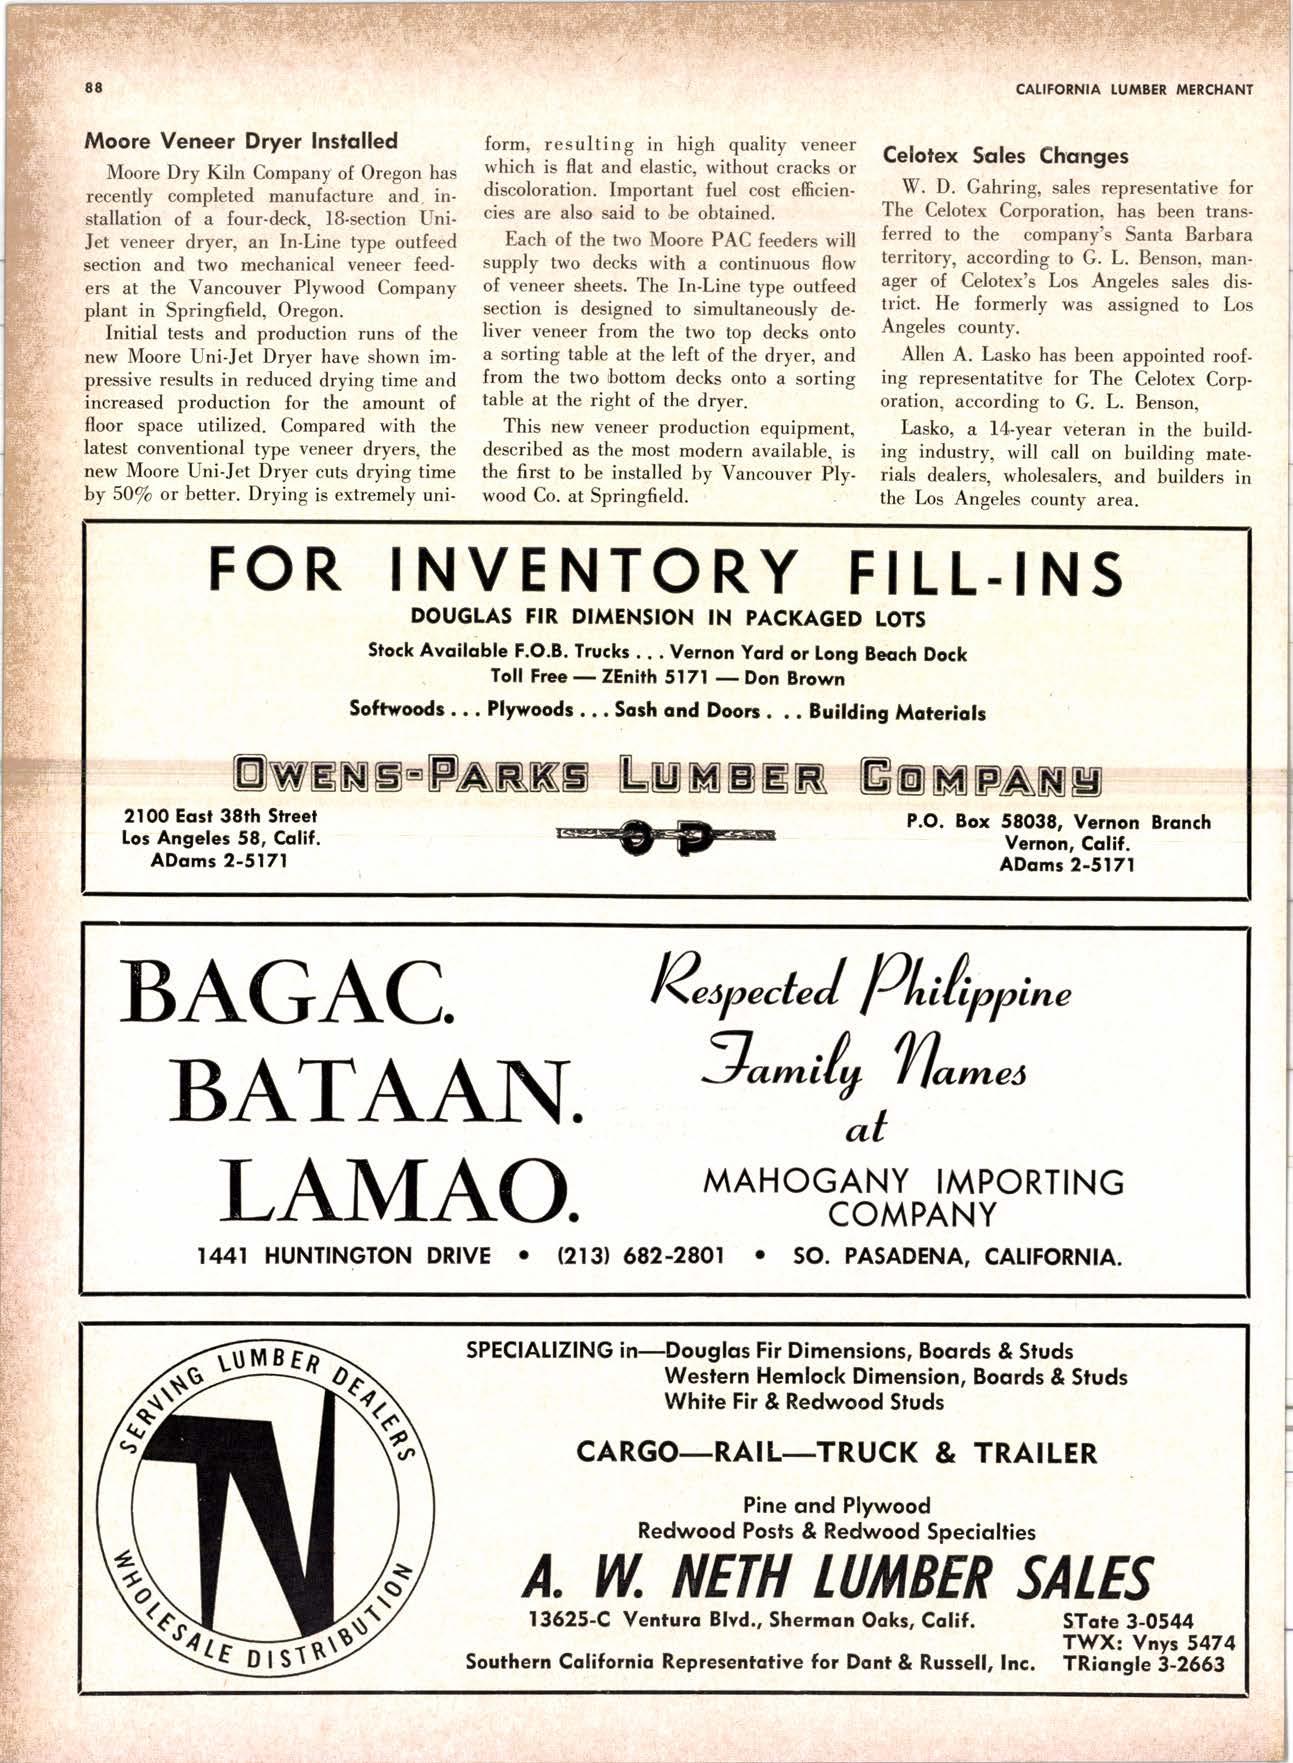 88
CALIFORNIA LUMBER MERCHANT
Moore Veneer Dryer Installed
Moore Dry Kiln Company of Oregon has
recently completed manufacture and in-
stallation of a four-deck, 18-section Uni-
Jet veneer dryer, an In-Line type outfeed
section and two mechanical veneer feed-
ers at the Vancouver Plywood Company
plant in Springfield, Oregon.
Initial tests and production runs of the
new Moore Uni-Jet Dryer have shown im-
pressive results in reduced drying time and
increased production for the amount of
floor space utilized. Compared with the
latest conventional type veneer dryers, the
new Moore Uni-Jet Dryer cuts drying time
by 50% or better. Drying is extremely uni-
form, resulting in high quality veneer
which is flat and elastic, without cracks or
discoloration. Important fuel cost efficien-
cies are also said to be obtained.
Each of the two Moore PAC feeders will
supply two decks with a continuous flow
of veneer sheets. The In-Line type outfeed
section is designed to simultaneously de-
liver veneer from the two top decks onto
a sorting table at the left of the dryer, and
from the two bottom decks onto a sorting
table at the right of the dryer.
This new veneer production equipment,
described as the most modern available, is
the first to be installed by Vancouver Ply-
wood Co. at Springfield.
Celotex Sales Changes
W. D. Gahring, sales representative for
The Celotex Corporation, has been trans-
ferred to the company's Santa Barbara
territory, according to G. L. Benson, man-
ager of Celotex's Los Angeles sales dis-
trict. He formerly was assigned to Los
Angeles county.
Allen A. Lasko has been appointed roof-
ing representatitve for The Celotex Corp-
oration, according to G. L. Benson,
Lasko, a 14-year veteran in the build-
ing industry, will call on building mate-
rials dealers, wholesalers, and builders in
the Los Angeles county area.
FOR INVENTORY FILL-INS
DOUGLAS FIR DIMENSION IN PACKAGED LOTS
Stock Available F.O.B. Trucks . . . Vernon Yard or Long Beach Dock
Toll Free — ZEnith 5171 — Don Brown
Softwoods . . . Plywoods . . . Sash and Doors . . . Building Materials
OWENS-PARKS LUMBER COMPANY
2100 East 38th Street
Los Angeles 58, Calif.
ADams 2-5171
OP
P.O. Box 58038, Vernon Branch
Vernon, Calif.
ADams 2-5171
BAGAC.
BATAAN.
LAMAO.
Respected Philippine
Family Names
at
MAHOGANY IMPORTING
COMPANY
1441 HUNTINGTON DRIVE • (213) 682-2801 • SO. PASADENA, CALIFORNIA.
SERVING LUMBER DEALERS
N
WHOLESALE DISTRIBUTION
SPECIALIZING in—Douglas Fir Dimensions, Boards & Studs
Western Hemlock Dimension, Boards & Studs
White Fir & Redwood Studs
CARGO—RAIL—TRUCK & TRAILER
Pine and Plywood
Redwood Posts & Redwood Specialties
A. W. NETH LUMBER SALES
13625-C Ventura Blvd., Sherman Oaks, Calif.
STate 3-0544
TWX: Vnys 5474
Southern California Representative for Dant & Russell, Inc.
TRiangle 3-2663